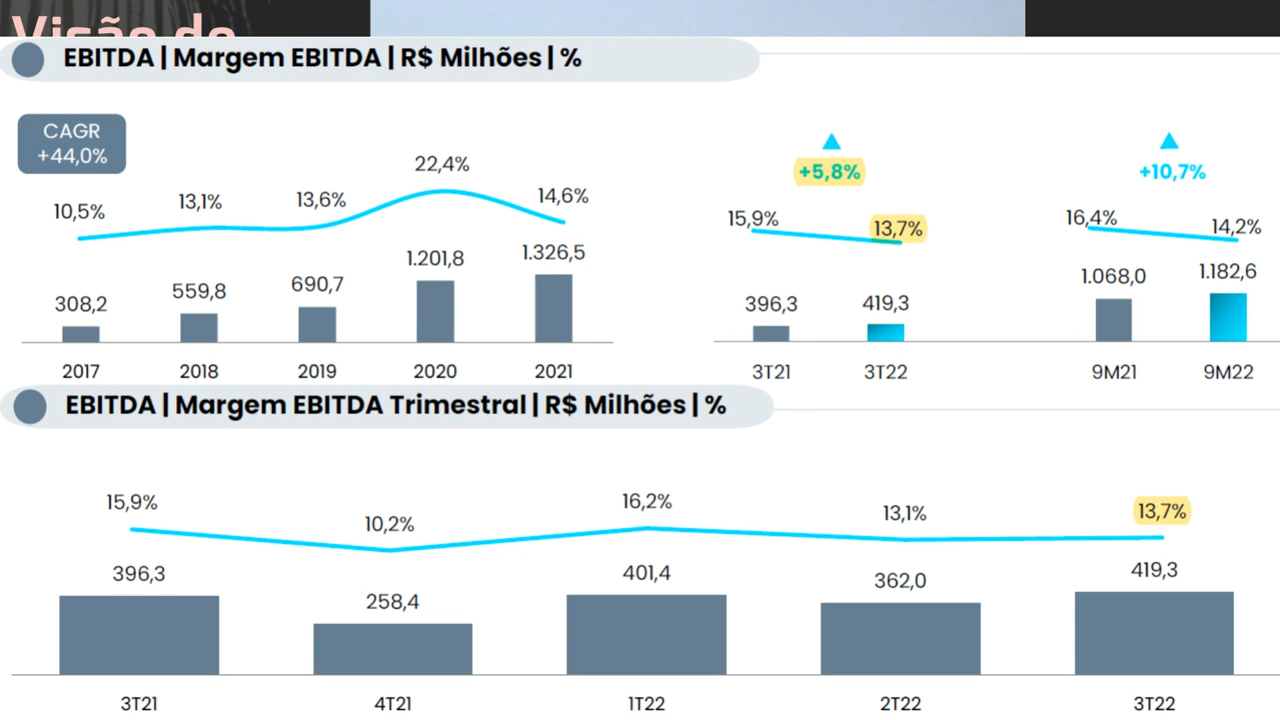 Visão do
EBITDA | Margem EBITDA | R$ Milhões | %
CAGR
+44,0%
10,5%
13,1%
13,6%
22,4%
14,6%
308,2
559,8
690,7
1.201,8
1.326,5
2017
2018
2019
2020
2021
+5,8%
15,9%
13,7%
396,3
419,3
3T21
3T22
+10,7%
16,4%
14,2%
1.068,0
1.182,6
9M21
9M22
EBITDA | Margem EBITDA Trimestral | R$ Milhões | %
15,9%
10,2%
16,2%
13,1%
13,7%
396,3
258,4
401,4
362,0
419,3
3T21
4T21
1T22
2T22
3T22